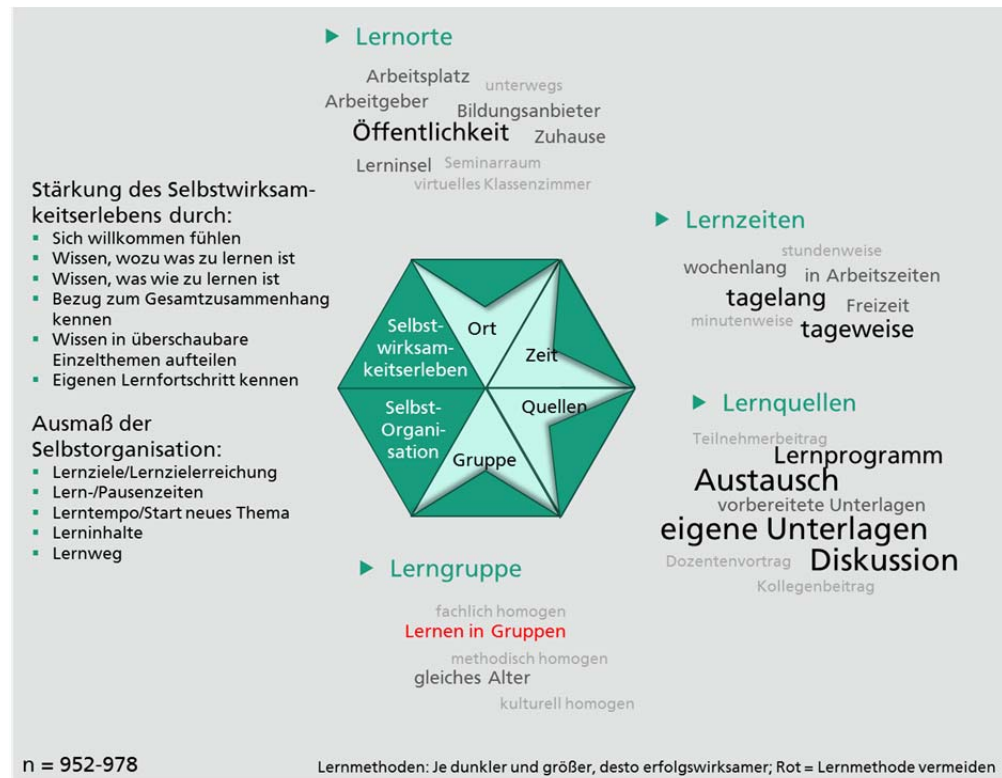 ▶ Lernorte
Arbeitsplatz
unterwegs
Arbeitgeber
Bildungsanbieter
Öffentlichkeit
Zuhause
Lerninsel
Seminarraum
virtuelles Klassenzimmer
Stärkung des Selbstwirksam-
keitserlebens durch:
▪ Sich willkommen fühlen
▪ Wissen, wozu was zu lernen ist
▪ Wissen, was wie zu lernen ist
▪ Bezug zum Gesamtzusammenhang
kennen
▪ Wissen in überschaubare
Einzelthemen aufteilen
▪ Eigenen Lernfortschritt kennen
Ausmaß der
Selbstorganisation:
▪ Lernziele/Lernzielerreichung
▪ Lern-/Pausenzeiten
▪ Lerntempo/Start neues Thema
▪ Lerninhalte
▪ Lernweg
Selbst-
wirksam-
keitserleben
Ort
Zeit
Selbst-
Organi-
sation
Gruppe
Quellen
▶ Lernzeiten
stundenweise
wochenlang
in Arbeitszeiten
tagelang
Freizeit
minutenweise
tageweise
▶ Lernquellen
Teilnehmerbeitrag
Lernprogramm
Austausch
vorbereitete Unterlagen
eigene Unterlagen
Dozentenvortrag
Diskussion
Kollegenbeitrag
▶ Lerngruppe
fachlich homogen
Lernen in Gruppen
methodisch homogen
gleiches Alter
kulturell homogen
n = 952-978
Lernmethoden: Je dunkler und größer, desto erfolgswirksamer; Rot = Lernmethode vermeiden